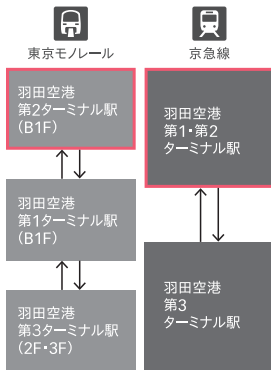 東京モノレール
京急線
羽田空港
第2ターミナル駅
(B1F)
羽田空港
第1・第2
ターミナル駅
羽田空港
第1ターミナル駅
(B1F)
羽田空港
第3ターミナル駅
(2F・3F)
羽田空港
第3
ターミナル駅